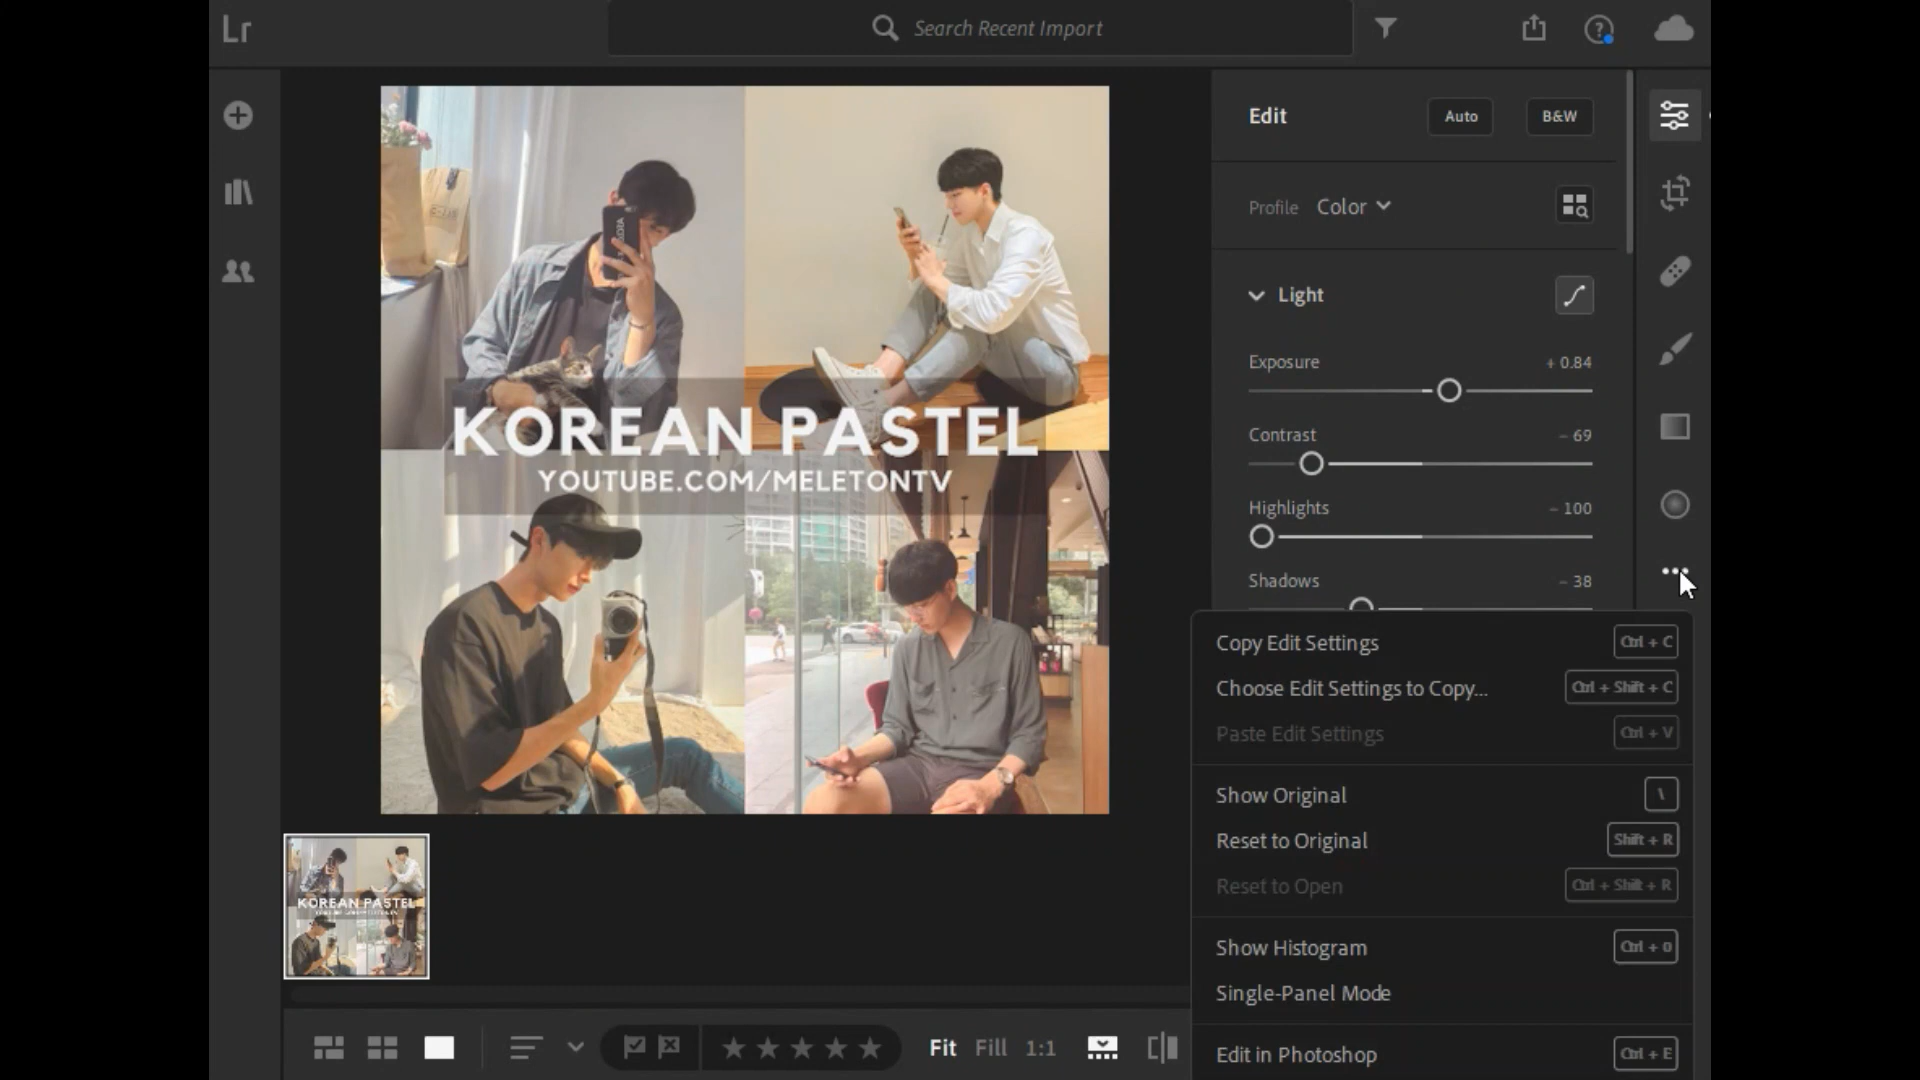 Lr
Search Recent Import
Edit
Auto
B&W
Profile
Color
Light
Exposure
+ 0.84
Contrast
- 69
Highlights
- 100
Shadows
- 38
KOREAN PASTEL
YOUTUBE.COM/MELETONTV
Copy Edit Settings
Ctrl + C
Choose Edit Settings to Copy...
Ctrl + Shift + C
Paste Edit Settings
Ctrl + V
Show Original
\
Reset to Original
Shift + R
Reset to Open
Ctrl + Shift + R
Show Histogram
Ctrl + 0
Single-Panel Mode
Edit in Photoshop
Ctrl + E
KOREAN PASTEL
Fit
Fill
1:1